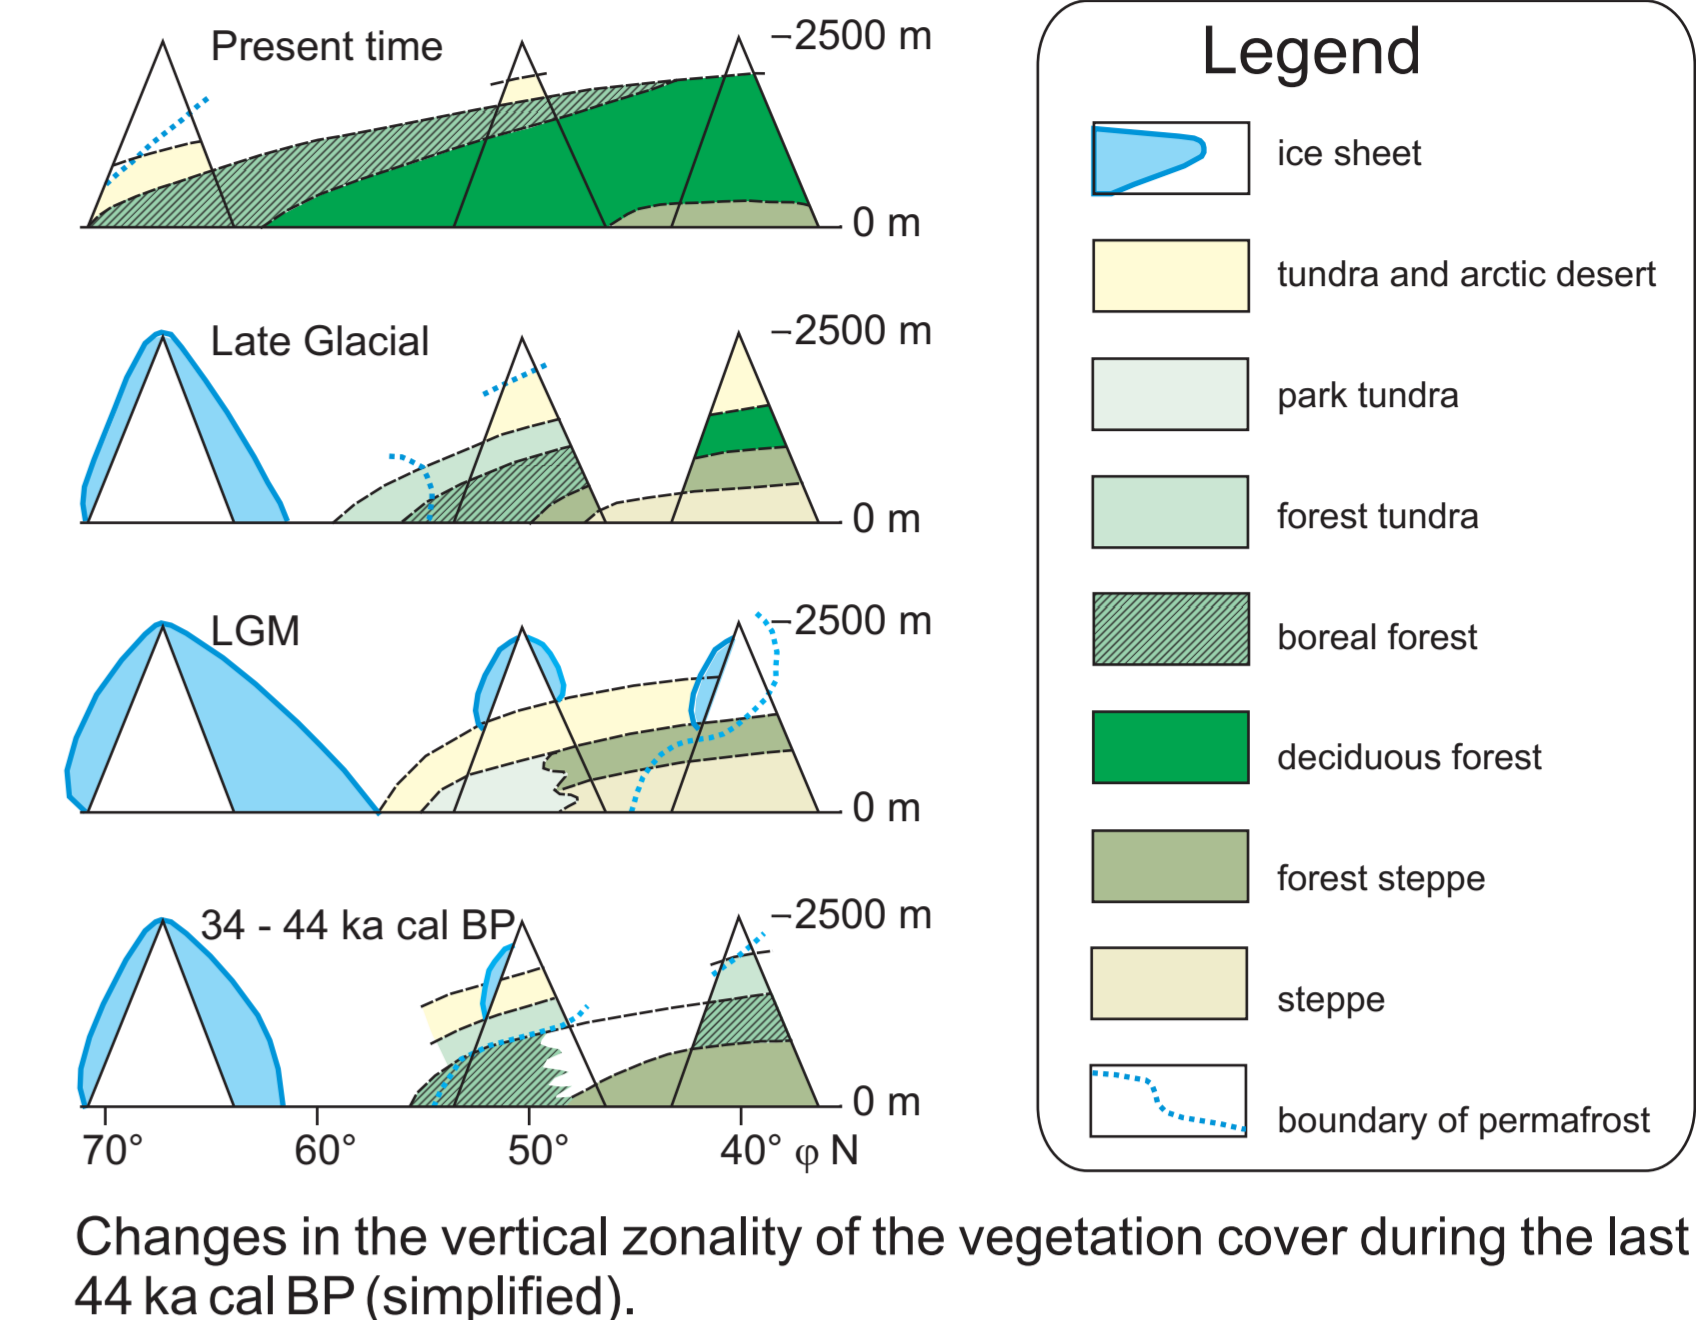 Present time
–2500 m
0 m
Late Glacial
–2500 m
0 m
LGM
–2500 m
0 m
34 - 44 ka cal BP
–2500 m
0 m
70° 60° 50° 40° φ N
Legend
ice sheet
tundra and arctic desert
park tundra
forest tundra
boreal forest
deciduous forest
forest steppe
steppe
boundary of permafrost
Changes in the vertical zonality of the vegetation cover during the last
44 ka cal BP (simplified).